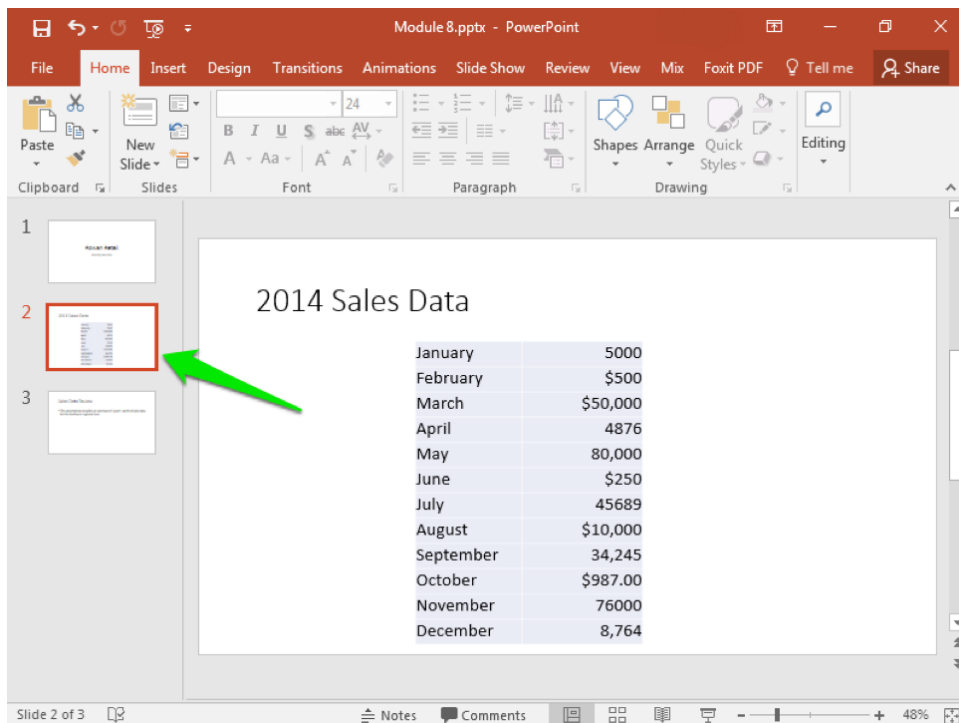 Module 8.pptx - PowerPoint
File Home Insert Design Transitions Animations Slide Show Review View Mix Foxit PDF Tell me Share
24
Paste
New Slide
B I U S abc AV
A Aa A A
Shapes Arrange Quick Styles
Editing
Clipboard Slides Font Paragraph Drawing
1
2
3
2014 Sales Data
January 5000
February $500
March $50,000
April 4876
May 80,000
June $250
July 45689
August $10,000
September 34,245
October $987.00
November 76000
December 8,764
Slide 2 of 3 Notes Comments 48%